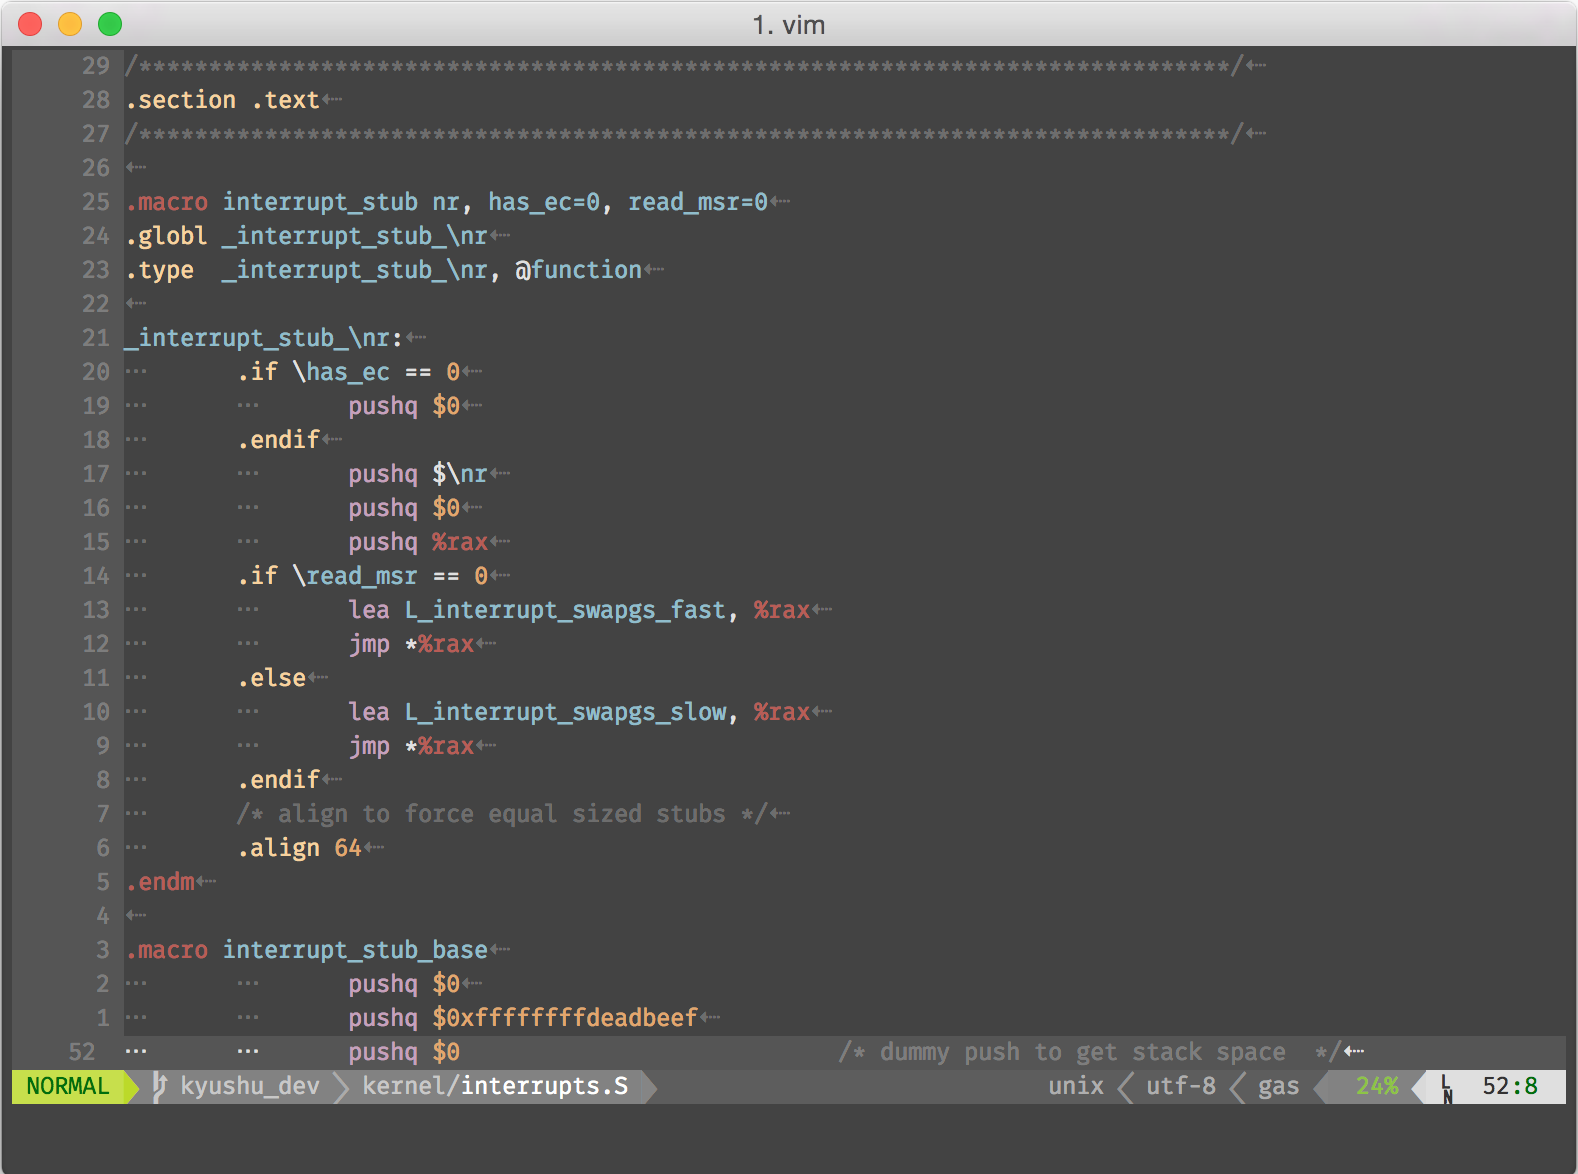 1. vim
29 /******************************************************************************/
28 .section .text
27 /******************************************************************************/
26
25 .macro interrupt_stub nr, has_ec=0, read_msr=0
24 .globl _interrupt_stub_\nr
23 .type  _interrupt_stub_\nr, @function
22
21 _interrupt_stub_\nr:
20 .if \has_ec == 0
19 pushq $0
18 .endif
17 pushq $\nr
16 pushq $0
15 pushq %rax
14 .if \read_msr == 0
13 lea L_interrupt_swapgs_fast, %rax
12 jmp *%rax
11 .else
10 lea L_interrupt_swapgs_slow, %rax
9 jmp *%rax
8 .endif
7 /* align to force equal sized stubs */
6 .align 64
5 .endm
4
3 .macro interrupt_stub_base
2 pushq $0
1 pushq $0xffffffffdeadbeef
52 pushq $0 /* dummy push to get stack space  */
NORMAL kyushu_dev kernel/interrupts.S unix utf-8 gas 24% LN 52:8